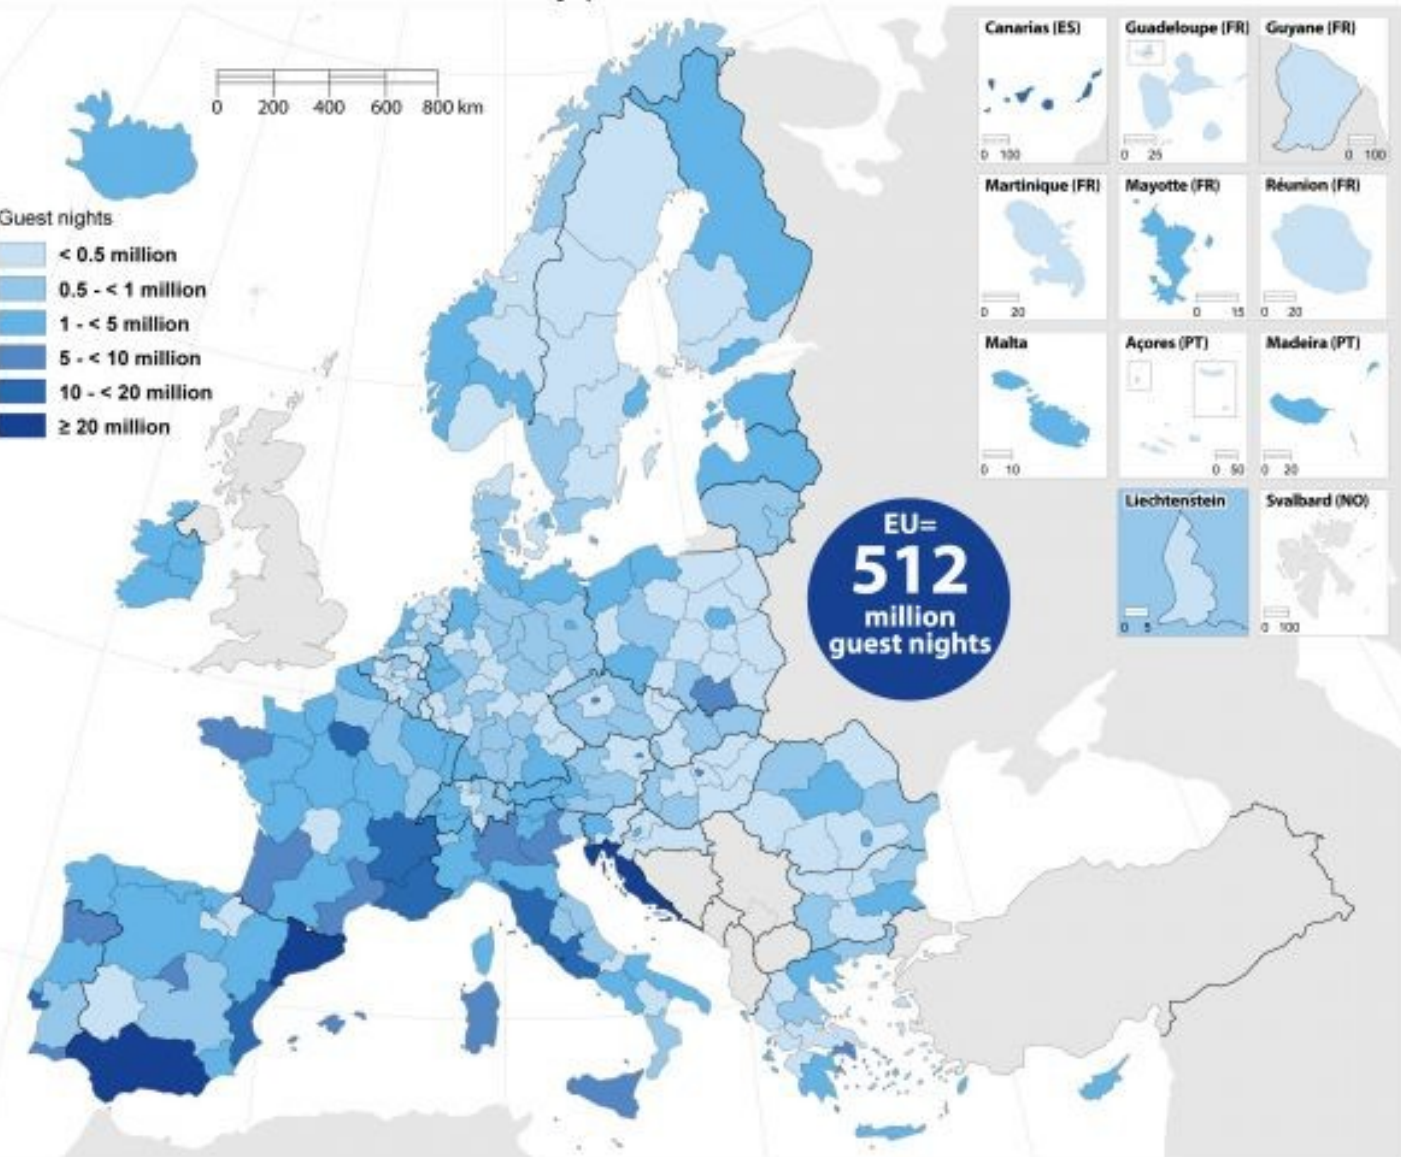 0 200 400 600 800 km
Guest nights
< 0.5 million
0.5 - < 1 million
1 - < 5 million
5 - < 10 million
10 - < 20 million
≥ 20 million
EU=
512
million
guest nights
Canarias (ES)
0 100
Guadeloupe (FR)
0 25
Guyane (FR)
0 100
Martinique (FR)
0 20
Mayotte (FR)
0 15
Réunion (FR)
0 20
Malta
0 10
Açores (PT)
0 50
Madeira (PT)
0 20
Liechtenstein
0 5
Svalbard (NO)
0 100